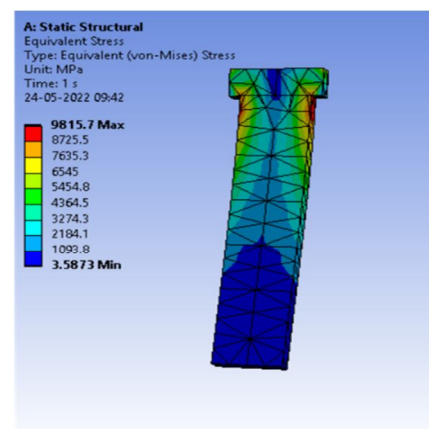 A: Static Structural
Equivalent Stress
Type: Equivalent (von-Mises) Stress
Unit: MPa
Time: 1 s
24-05-2022 09:42
9815.7 Max
8725.5
7635.3
6545
5454.8
4364.5
3274.3
2184.1
1093.8
3.5873 Min